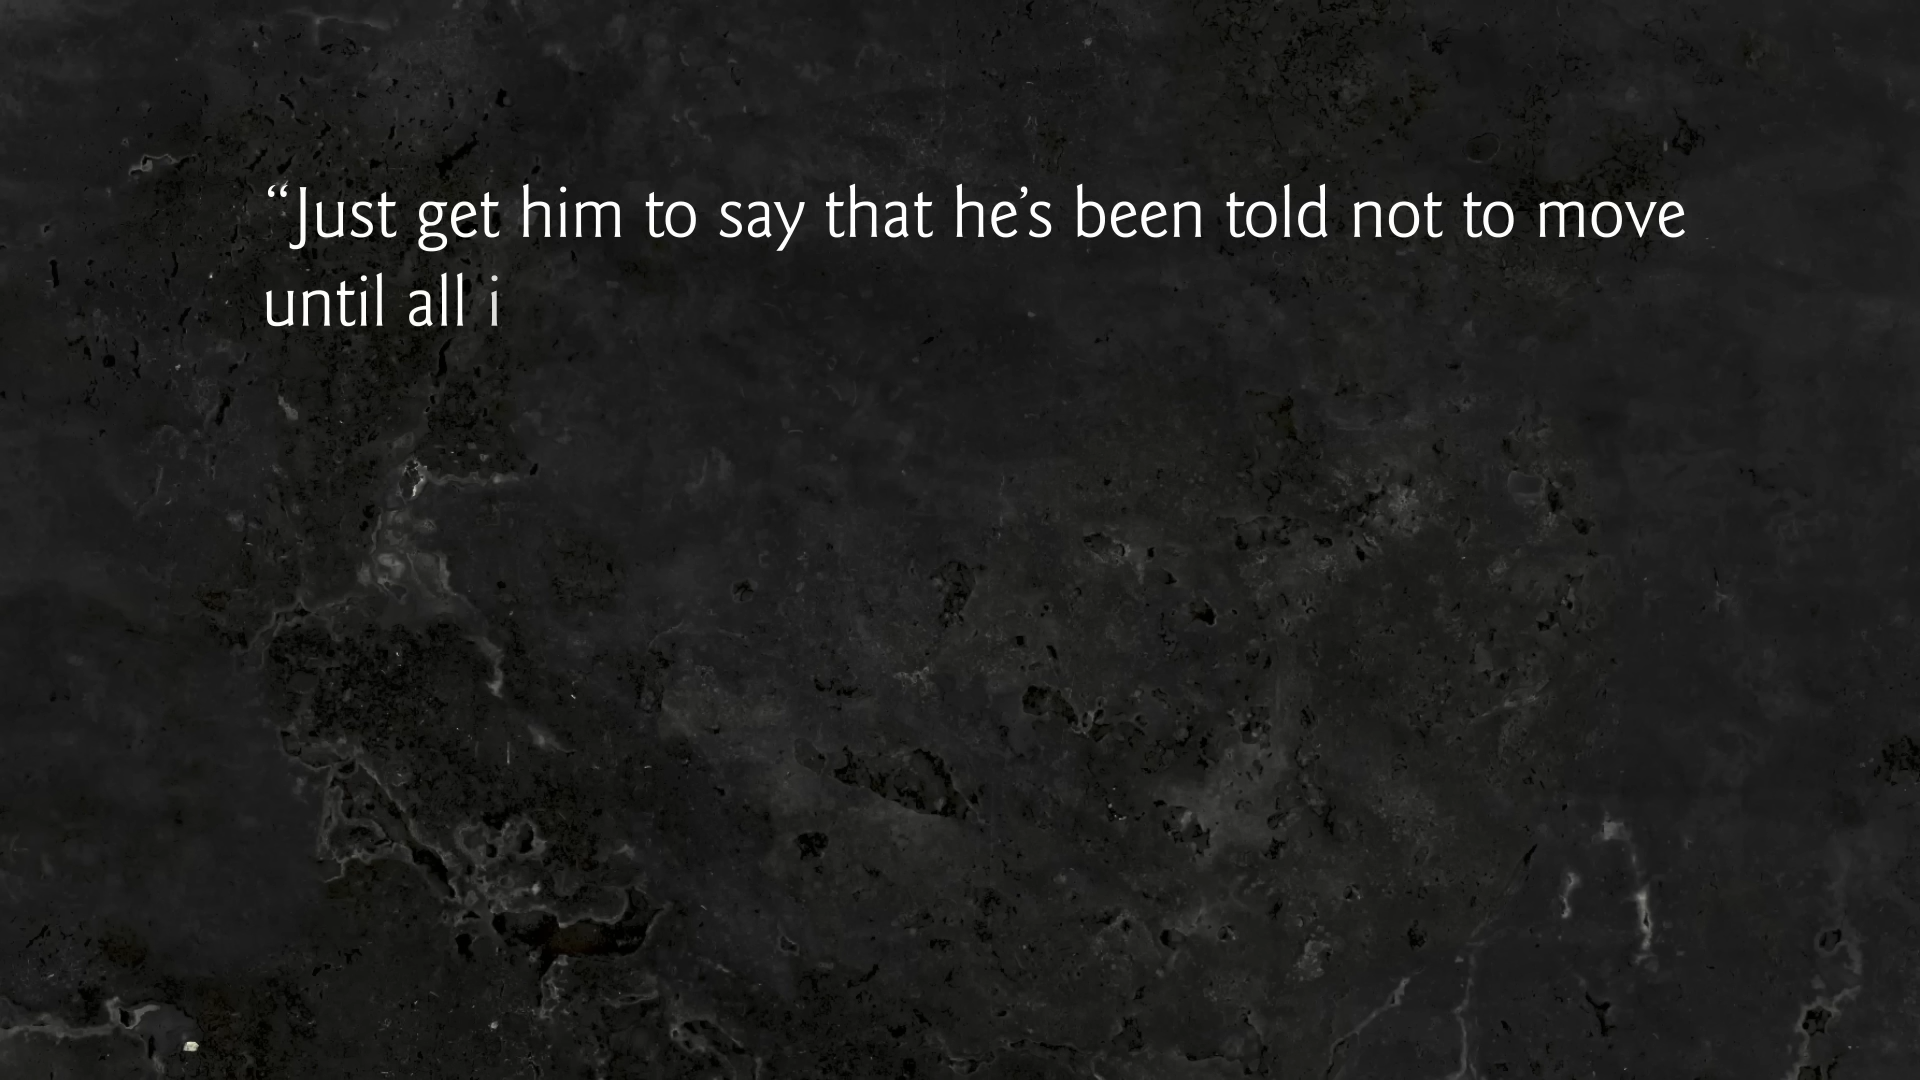 “Just get him to say that he’s been told not to move
until all i